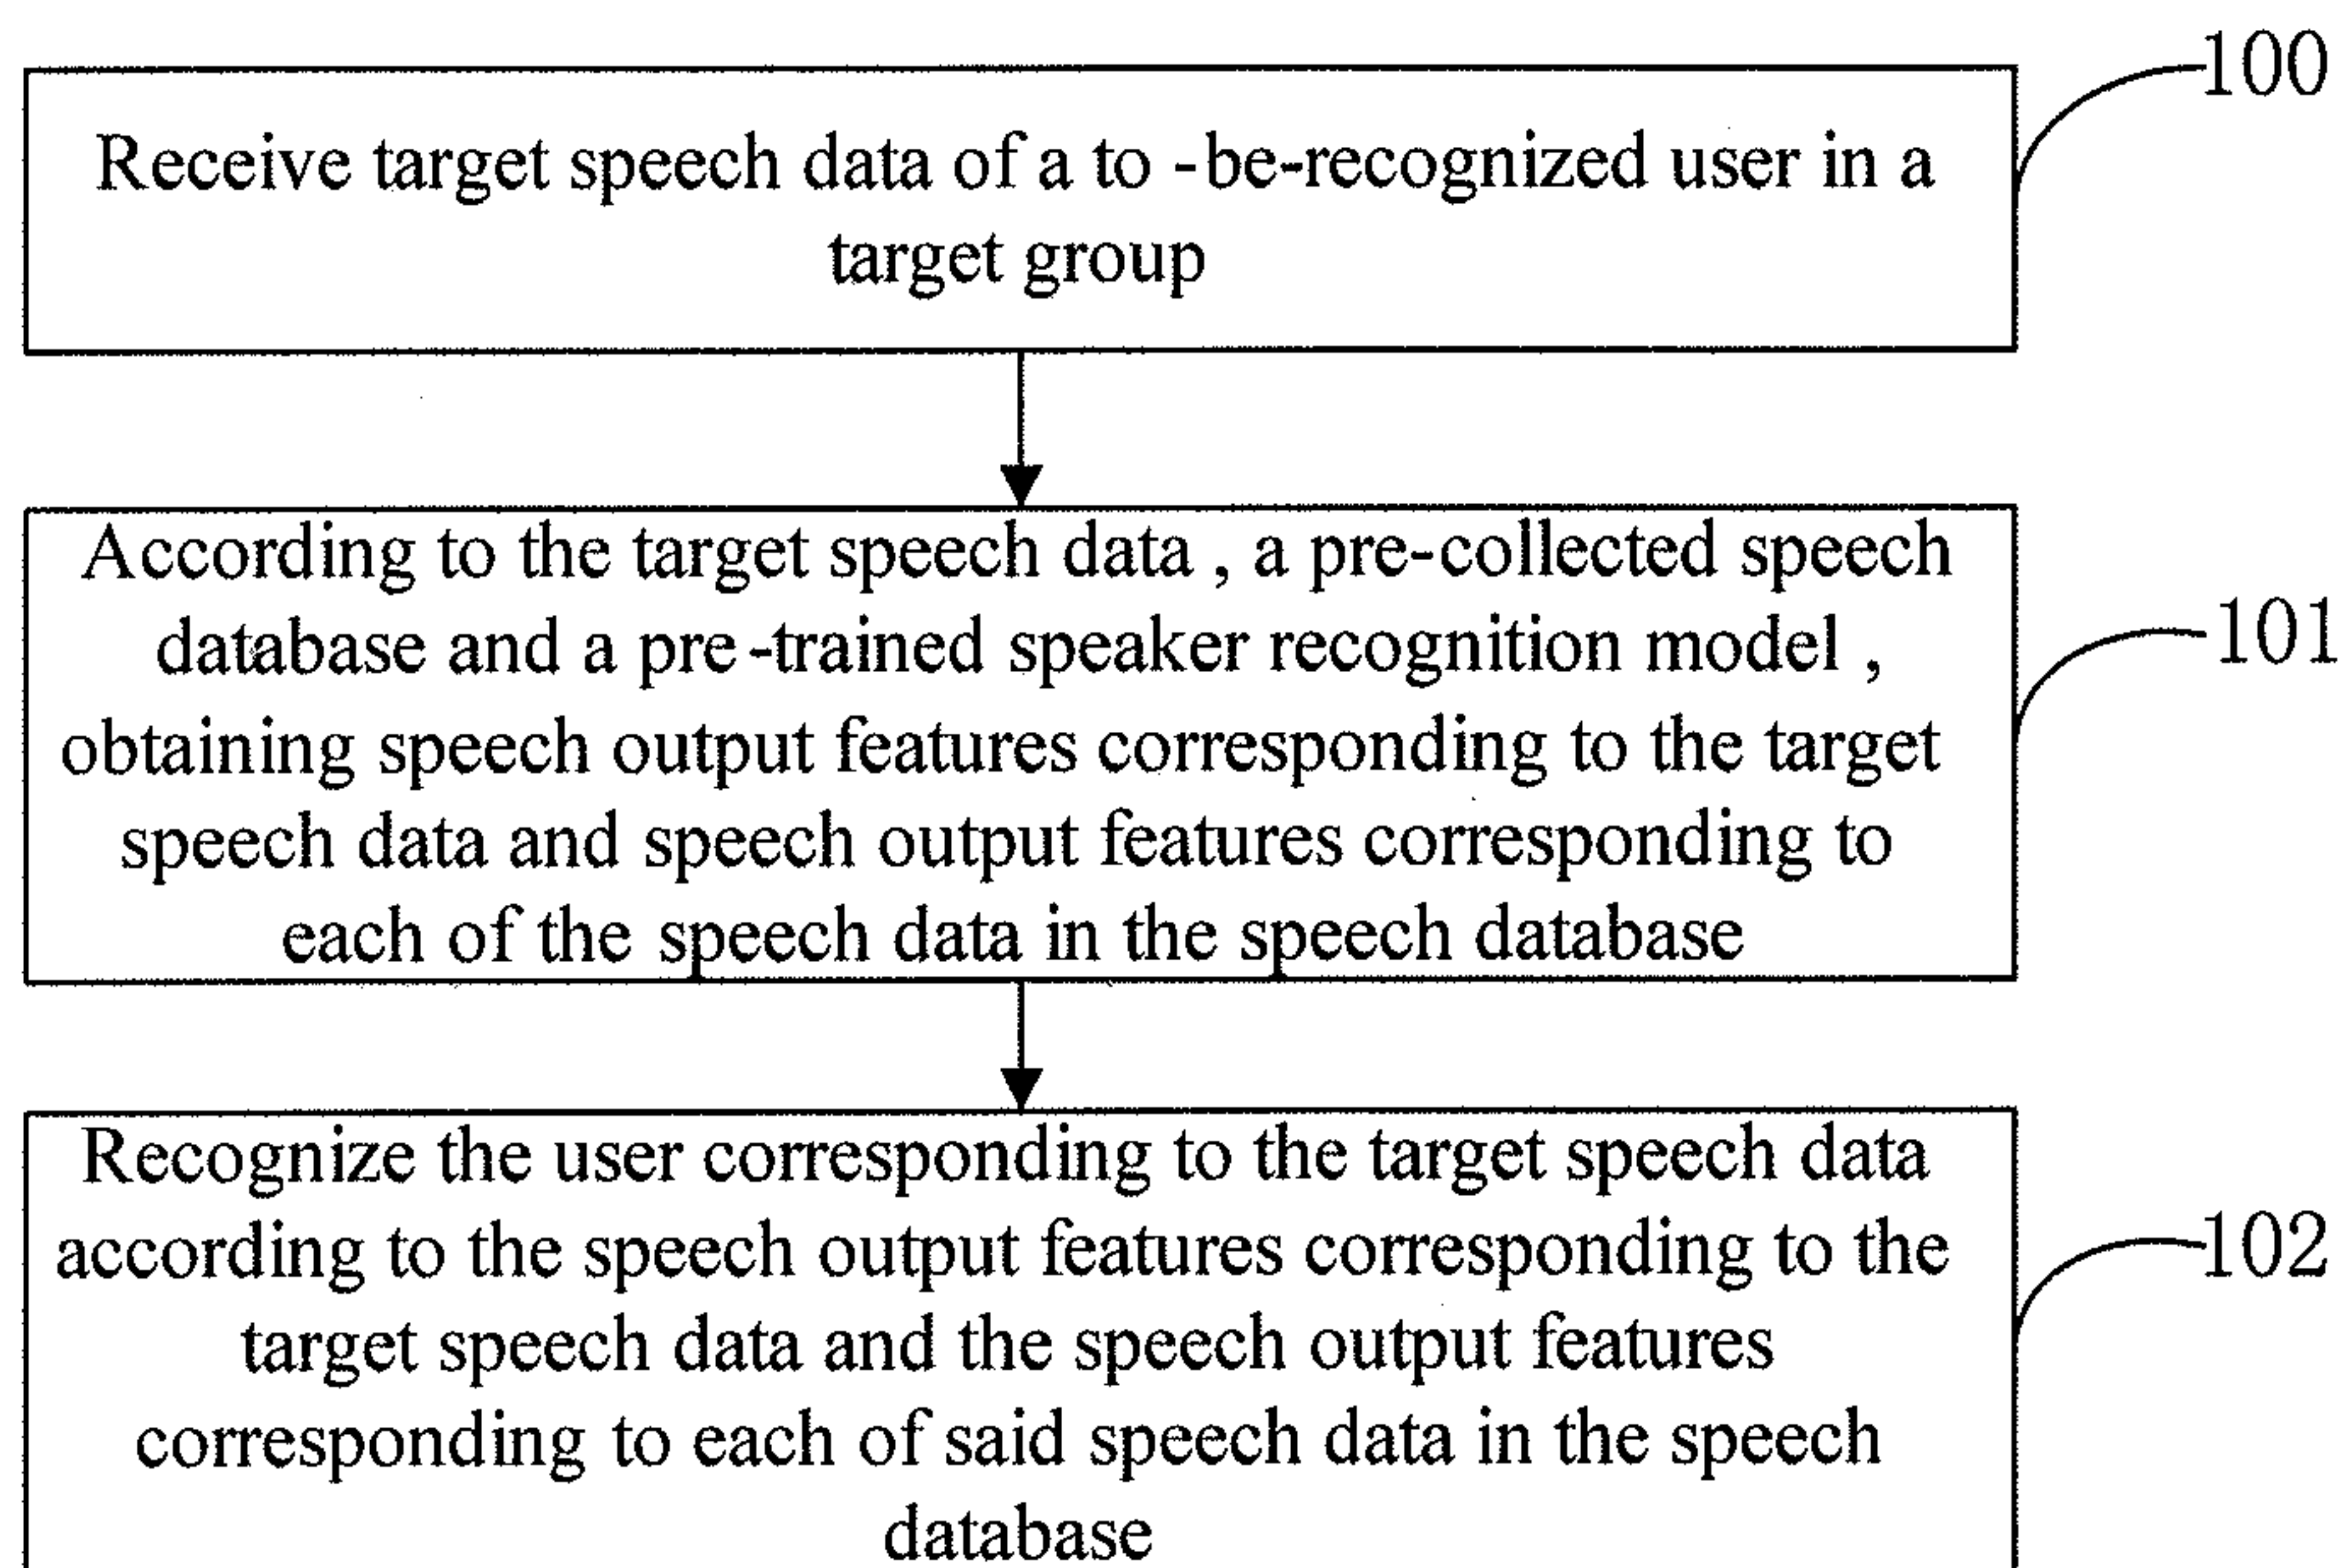 100
Receive target speech data of a to -be-recognized user in a
target group
According to the target speech data , a pre-collected speech
database and a pre -trained speaker recognition model ,
101
obtaining speech output features corresponding to the target
speech data and speech output features corresponding to
each of the speech data in the speech database
Recognize the user corresponding to the target speech data
according to the speech output features corresponding to the
102
target speech data and the speech output features
corresponding to each of said speech data in the speech
database